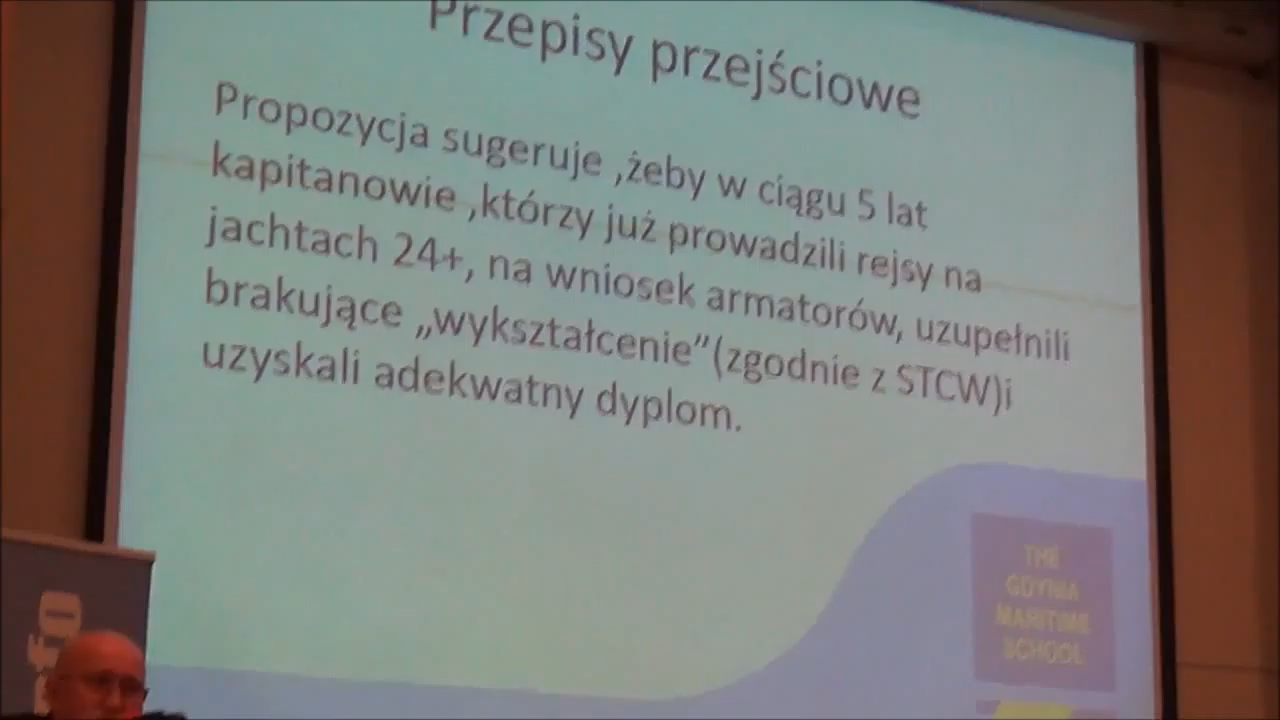 Przepisy przejściowe
Propozycja sugeruje ,żeby w ciągu 5 lat
kapitanowie ,którzy już prowadzili rejsy na
jachtach 24+, na wniosek armatorów, uzupełnili
brakujące „wykształcenie”(zgodnie z STCW)i
uzyskali adekwatny dyplom.
THE
GDYNIA
MARITIME
SCHOOL